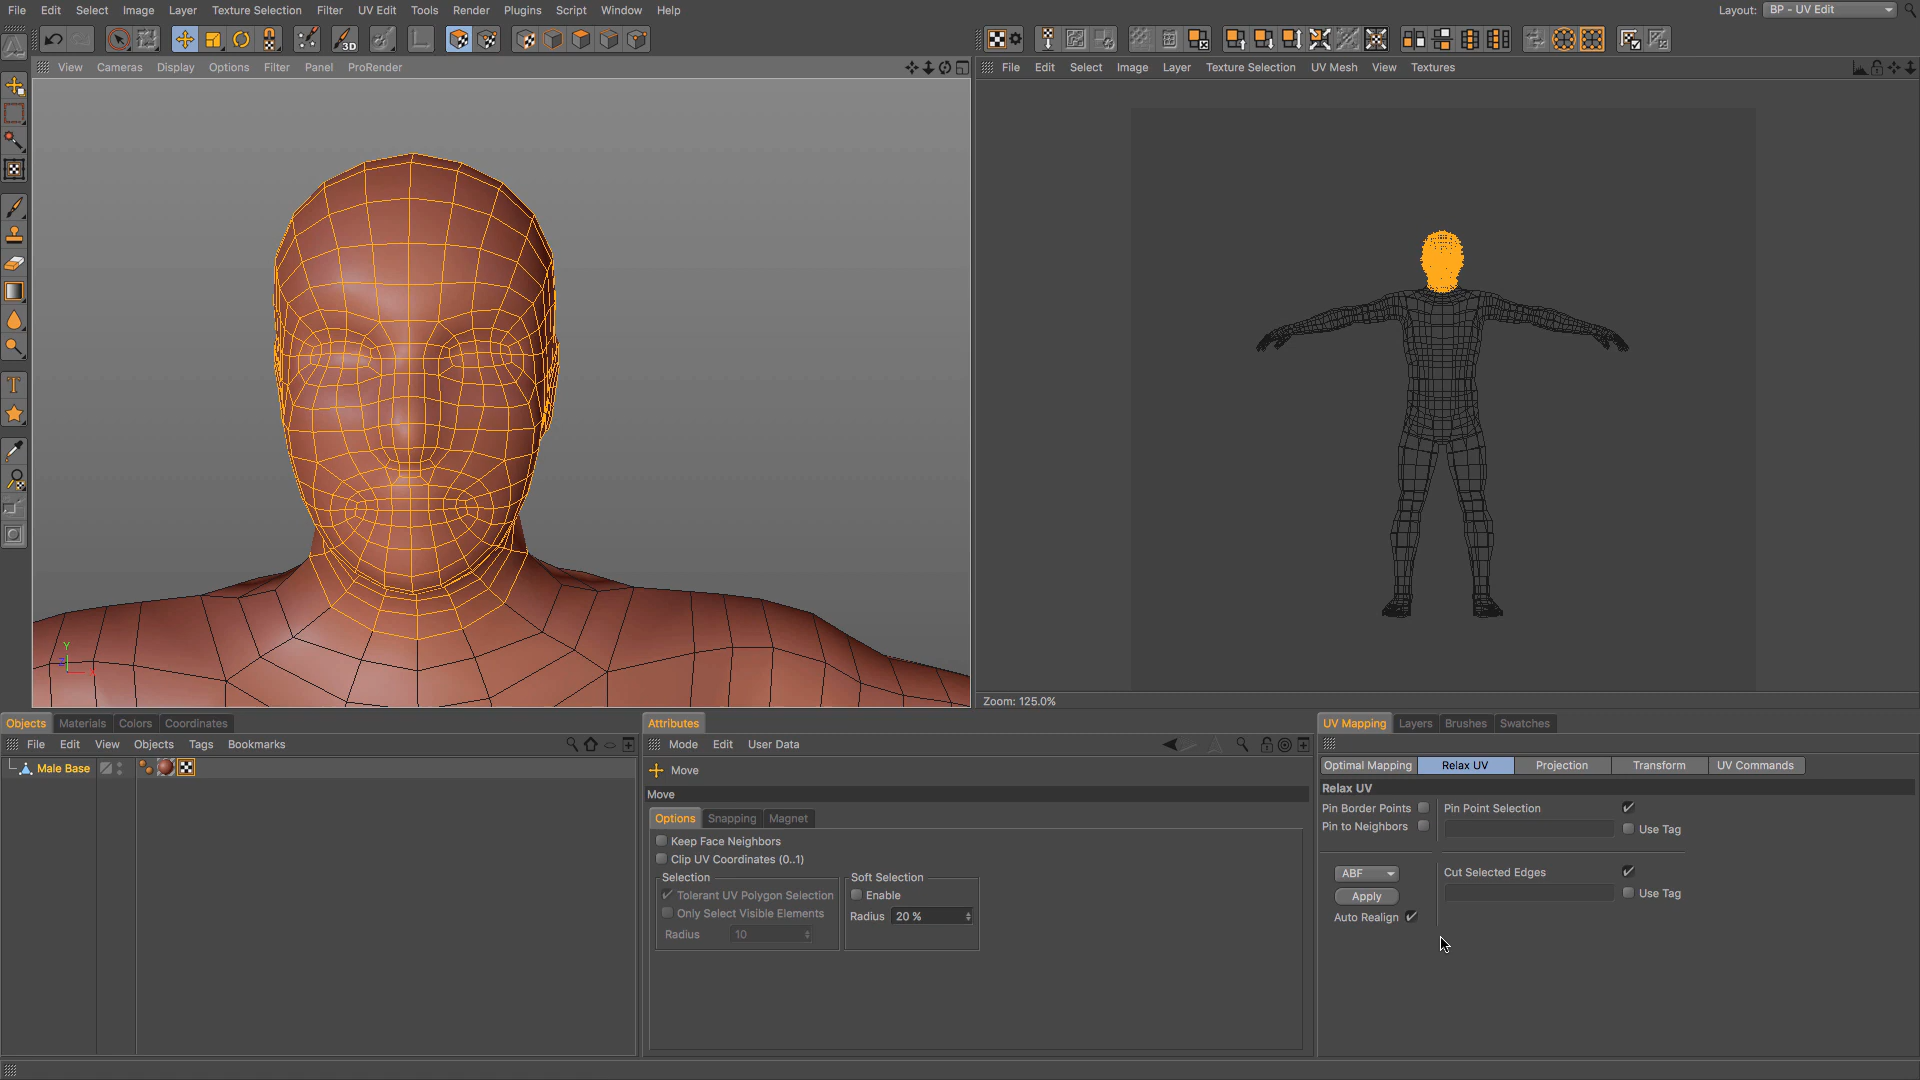 File Edit Select Image Layer Texture Selection Filter UV Edit Tools Render Plugins Script Window Help Layout: BP - UV Edit
3D
View Cameras Display Options Filter Panel ProRender
File Edit Select Image Layer Texture Selection UV Mesh View Textures
T
Y
Z
Zoom: 125.0%
Objects Materials Colors Coordinates
File Edit View Objects Tags Bookmarks
Male Base
Attributes
Mode Edit User Data
Move
Move
Options Snapping Magnet
Keep Face Neighbors
Clip UV Coordinates (0..1)
Selection
Tolerant UV Polygon Selection
Only Select Visible Elements
Radius 10
Soft Selection
Enable
Radius 20 %
UV Mapping Layers Brushes Swatches
Optimal Mapping Relax UV Projection Transform UV Commands
Relax UV
Pin Border Points Pin Point Selection
Pin to Neighbors Use Tag
ABF Cut Selected Edges
Apply Use Tag
Auto Realign